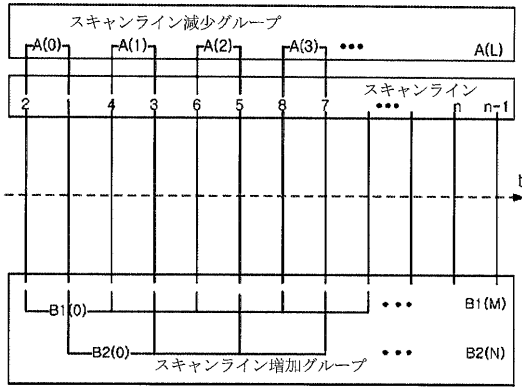 スキャンライン減少グループ
A(0) A(1) A(2) A(3) ••• A(L)
スキャンライン
2 1 4 3 6 5 8 7 ••• n n-1
t
B1(0) ••• B1(M)
B2(0) ••• B2(N)
スキャンライン増加グループ